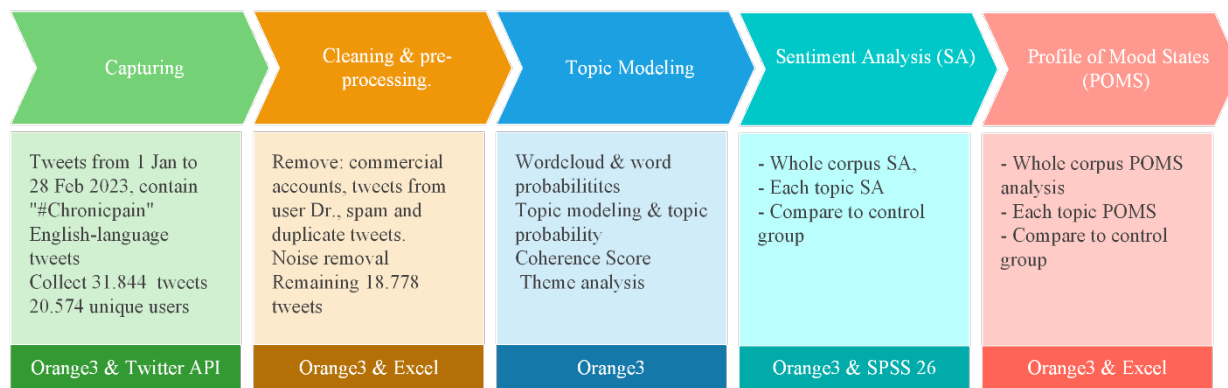 Capturing
Cleaning & pre-
processing.
Topic Modeling
Sentiment Analysis (SA)
Profile of Mood States
(POMS)
Tweets from 1 Jan to
28 Feb 2023, contain
"#Chronicpain"
English-language
tweets
Collect 31.844 tweets
20.574 unique users
Remove: commercial
accounts, tweets from
user Dr., spam and
duplicate tweets.
Noise removal
Remaining 18.778
tweets
Wordcloud & word
probabilitites
Topic modeling & topic
probability
Coherence Score
Theme analysis
- Whole corpus SA,
- Each topic SA
- Compare to control
group
- Whole corpus POMS
analysis
- Each topic POMS
- Compare to control
group
Orange3 & Twitter API
Orange3 & Excel
Orange3
Orange3 & SPSS 26
Orange3 & Excel